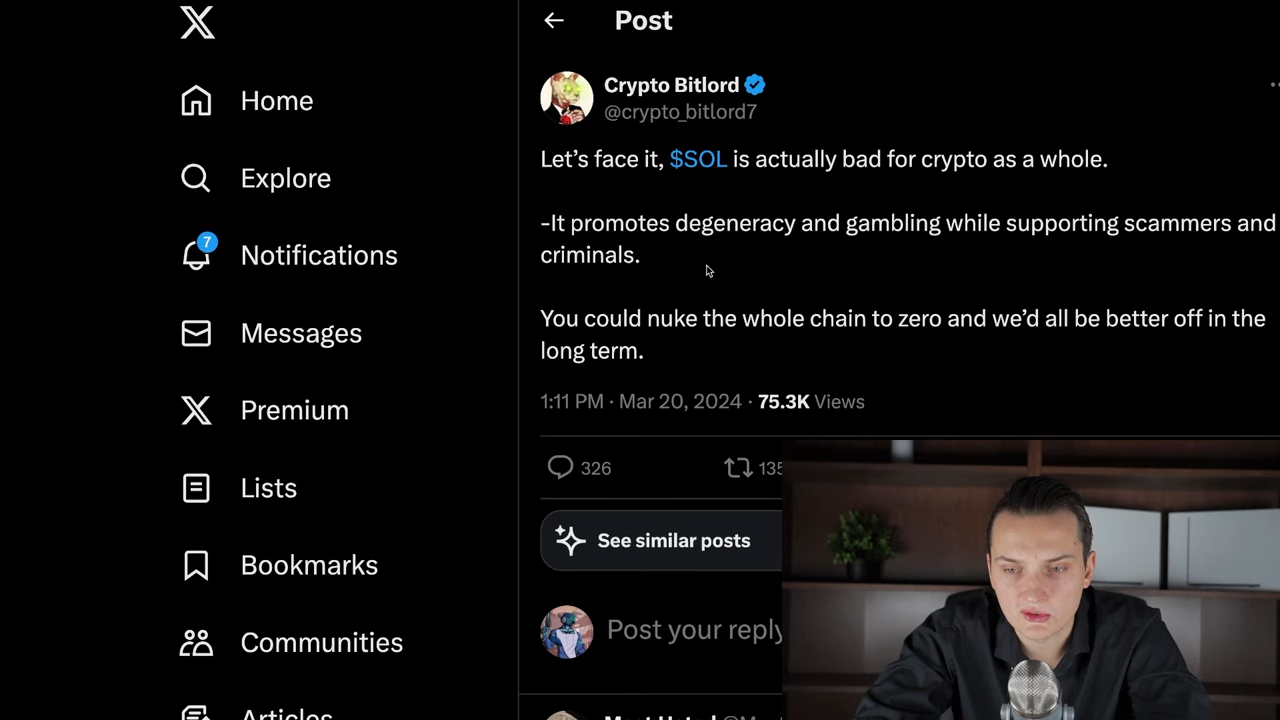 Post
Home
Explore
7
Notifications
Messages
Premium
Lists
Bookmarks
Communities
Articles
Crypto Bitlord
@crypto_bitlord7
Let’s face it, $SOL is actually bad for crypto as a whole.
-It promotes degeneracy and gambling while supporting scammers and
criminals.
You could nuke the whole chain to zero and we’d all be better off in the
long term.
1:11 PM · Mar 20, 2024 · 75.3K Views
326
135
See similar posts
Post your reply